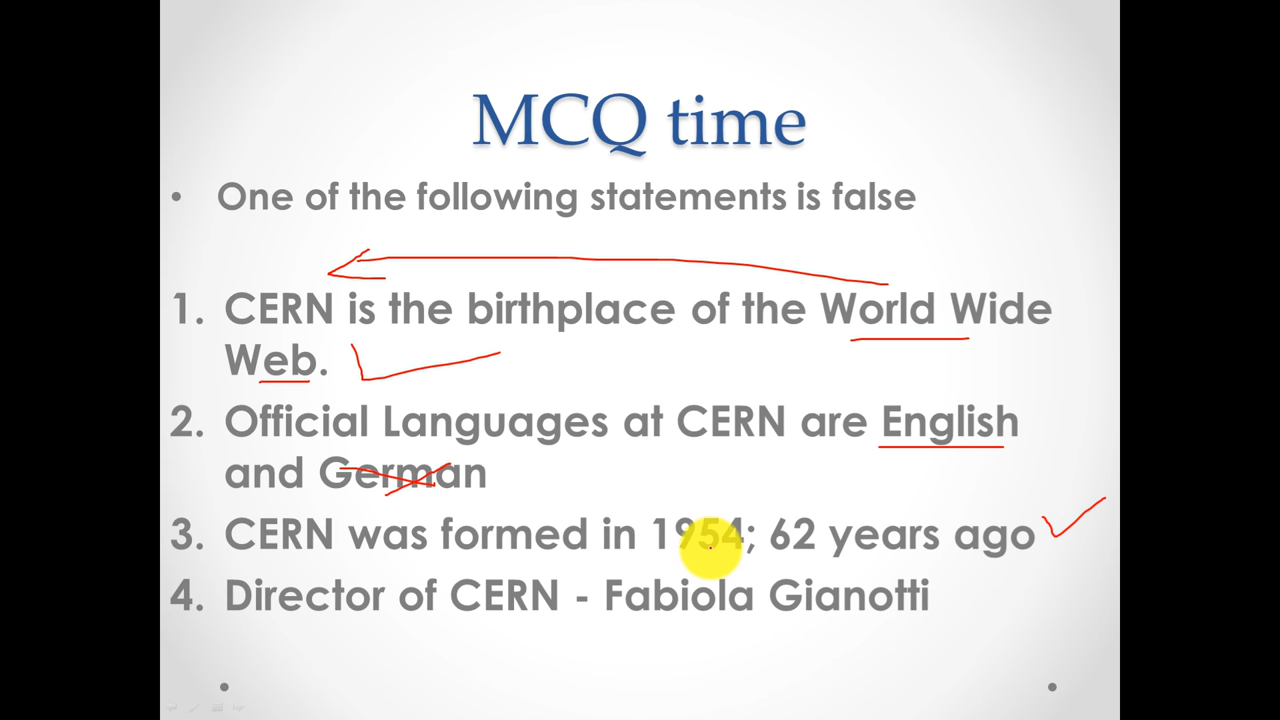 MCQ time
• One of the following statements is false
1. CERN is the birthplace of the World Wide
Web.
2. Official Languages at CERN are English
and German
3. CERN was formed in 1954; 62 years ago
4. Director of CERN - Fabiola Gianotti